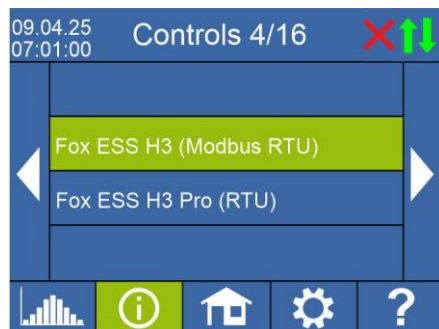 09.04.25
07:01:00
Controls 4/16
Fox ESS H3 (Modbus RTU)
Fox ESS H3 Pro (RTU)
i
?